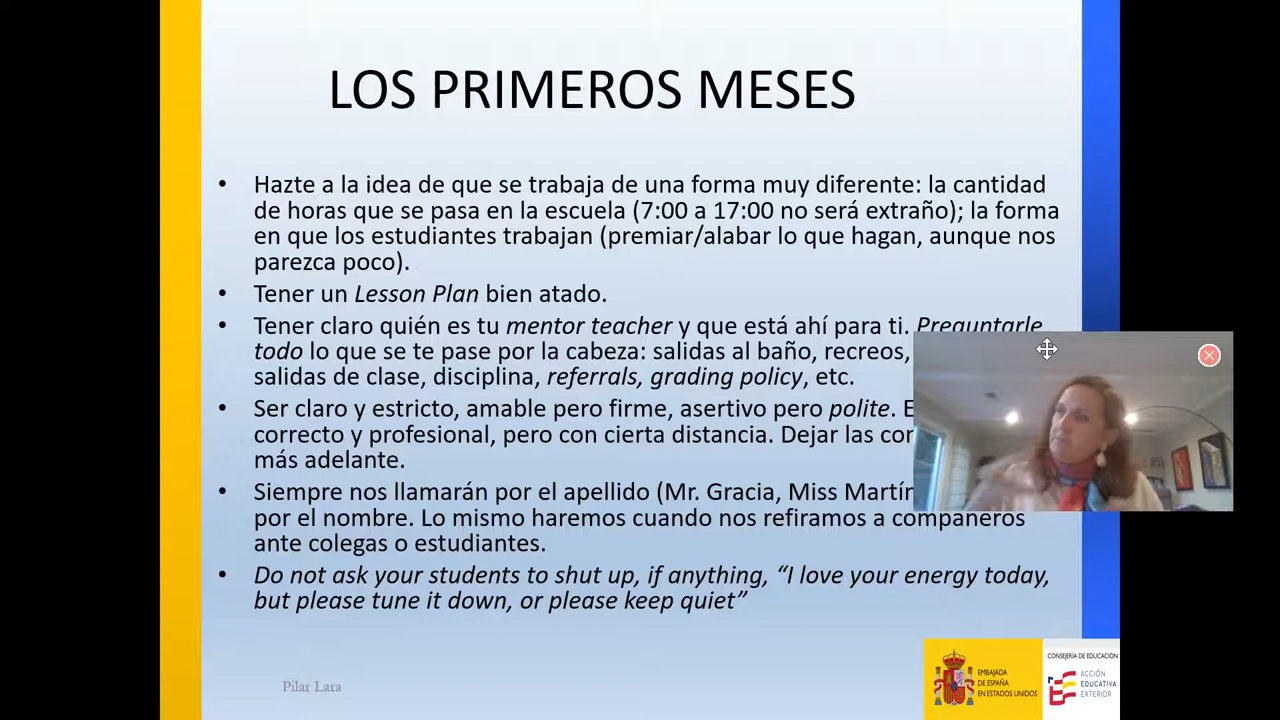 LOS PRIMEROS MESES
• Hazte a la idea de que se trabaja de una forma muy diferente: la cantidad
de horas que se pasa en la escuela (7:00 a 17:00 no será extraño); la forma
en que los estudiantes trabajan (premiar/alabar lo que hagan, aunque nos
parezca poco).
• Tener un Lesson Plan bien atado.
• Tener claro quién es tu mentor teacher y que está ahí para ti. Preguntarle
todo lo que se te pase por la cabeza: salidas al baño, recreos,
salidas de clase, disciplina, referrals, grading policy, etc.
• Ser claro y estricto, amable pero firme, asertivo pero polite.
correcto y profesional, pero con cierta distancia. Dejar las
más adelante.
• Siempre nos llamarán por el apellido (Mr. Gracia, Miss
por el nombre. Lo mismo haremos cuando nos refiramos a compañeros
ante colegas o estudiantes.
• Do not ask your students to shut up, if anything, “I love your energy today,
but please tune it down, or please keep quiet”
Pilar Lara
EMBAJADA
DE ESPAÑA
EN ESTADOS UNIDOS
CONSEJERÍA DE EDUCACIÓN
ACCIÓN
EDUCATIVA
EXTERIOR